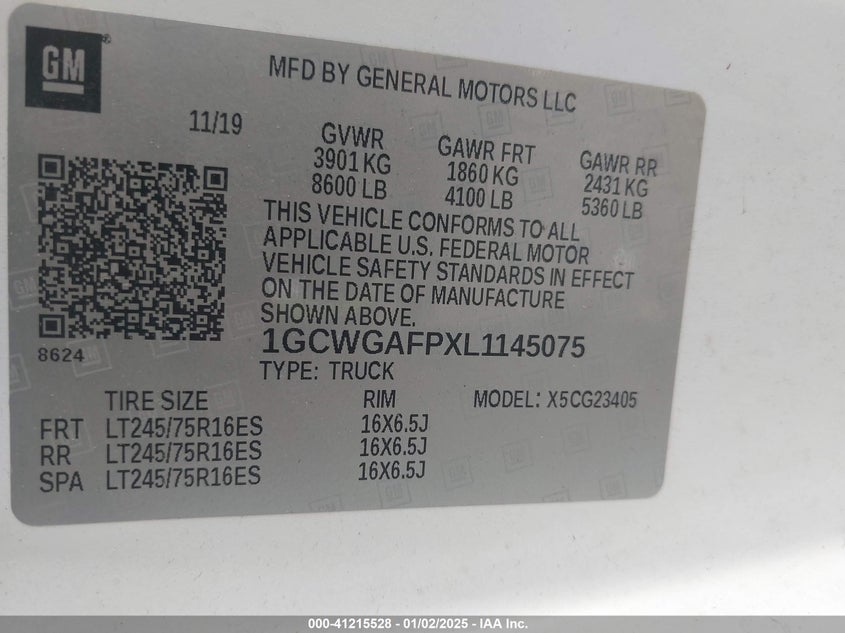 GM
MFD BY GENERAL MOTORS LLC
11/19
GVWR GAWR FRT GAWR RR
3901 KG 1860 KG 2431 KG
8600 LB 4100 LB 5360 LB
THIS VEHICLE CONFORMS TO ALL
APPLICABLE U.S. FEDERAL MOTOR
VEHICLE SAFETY STANDARDS IN EFFECT
ON THE DATE OF MANUFACTURE
SHOWN ABOVE.
8624
1GCWGAFPXL1145075
TYPE: TRUCK
TIRE SIZE RIM MODEL: X5CG23405
FRT LT245/75R16ES 16X6.5J
RR LT245/75R16ES 16X6.5J
SPA LT245/75R16ES 16X6.5J
000-41215528 - 01/02/2025 - IAA Inc.